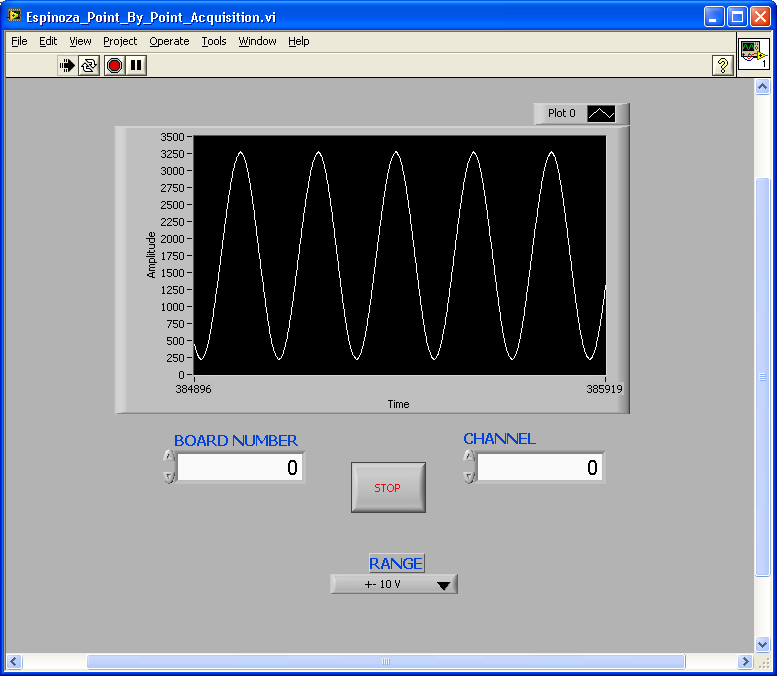 Espinoza_Point_By_Point_Acquisition.vi
File Edit View Project Operate Tools Window Help
?
1
Plot 0
3500
3250
3000
2750
2500
2250
2000
1750
1500
1250
1000
750
500
250
0
Amplitude
384896 385919
Time
BOARD NUMBER CHANNEL
0 0
STOP
RANGE
+- 10 V